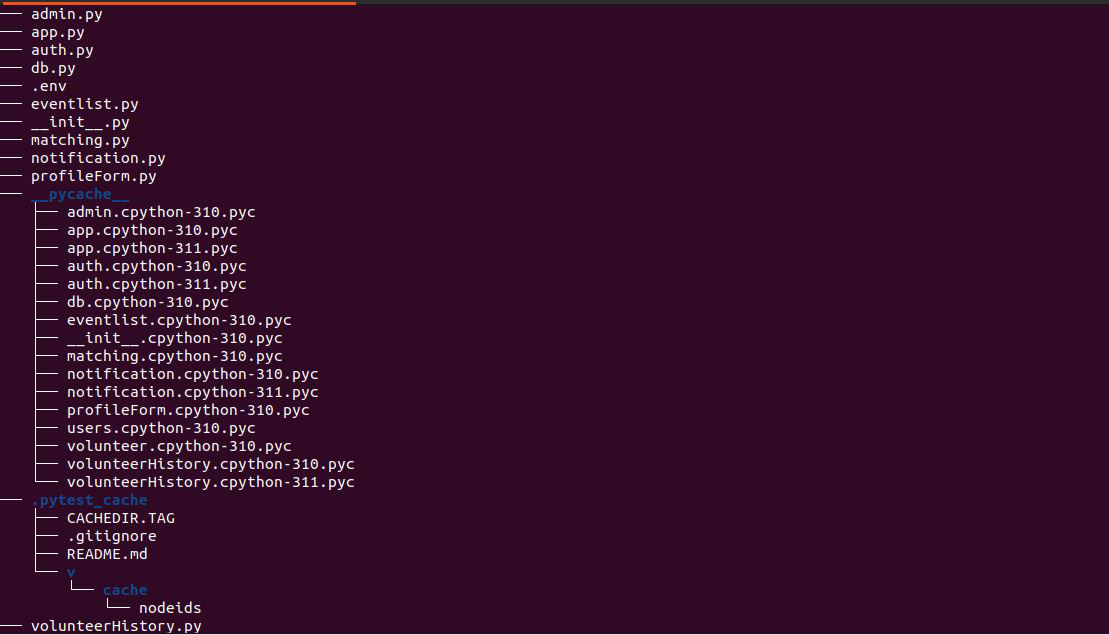 admin.py
app.py
auth.py
db.py
.env
eventlist.py
__init__.py
matching.py
notification.py
profileForm.py
__pycache__
admin.cpython-310.pyc
app.cpython-310.pyc
app.cpython-311.pyc
auth.cpython-310.pyc
auth.cpython-311.pyc
db.cpython-310.pyc
eventlist.cpython-310.pyc
__init__.cpython-310.pyc
matching.cpython-310.pyc
notification.cpython-310.pyc
notification.cpython-311.pyc
profileForm.cpython-310.pyc
users.cpython-310.pyc
volunteer.cpython-310.pyc
volunteerHistory.cpython-310.pyc
volunteerHistory.cpython-311.pyc
.pytest_cache
CACHEDIR.TAG
.gitignore
README.md
v
cache
nodeids
volunteerHistory.py